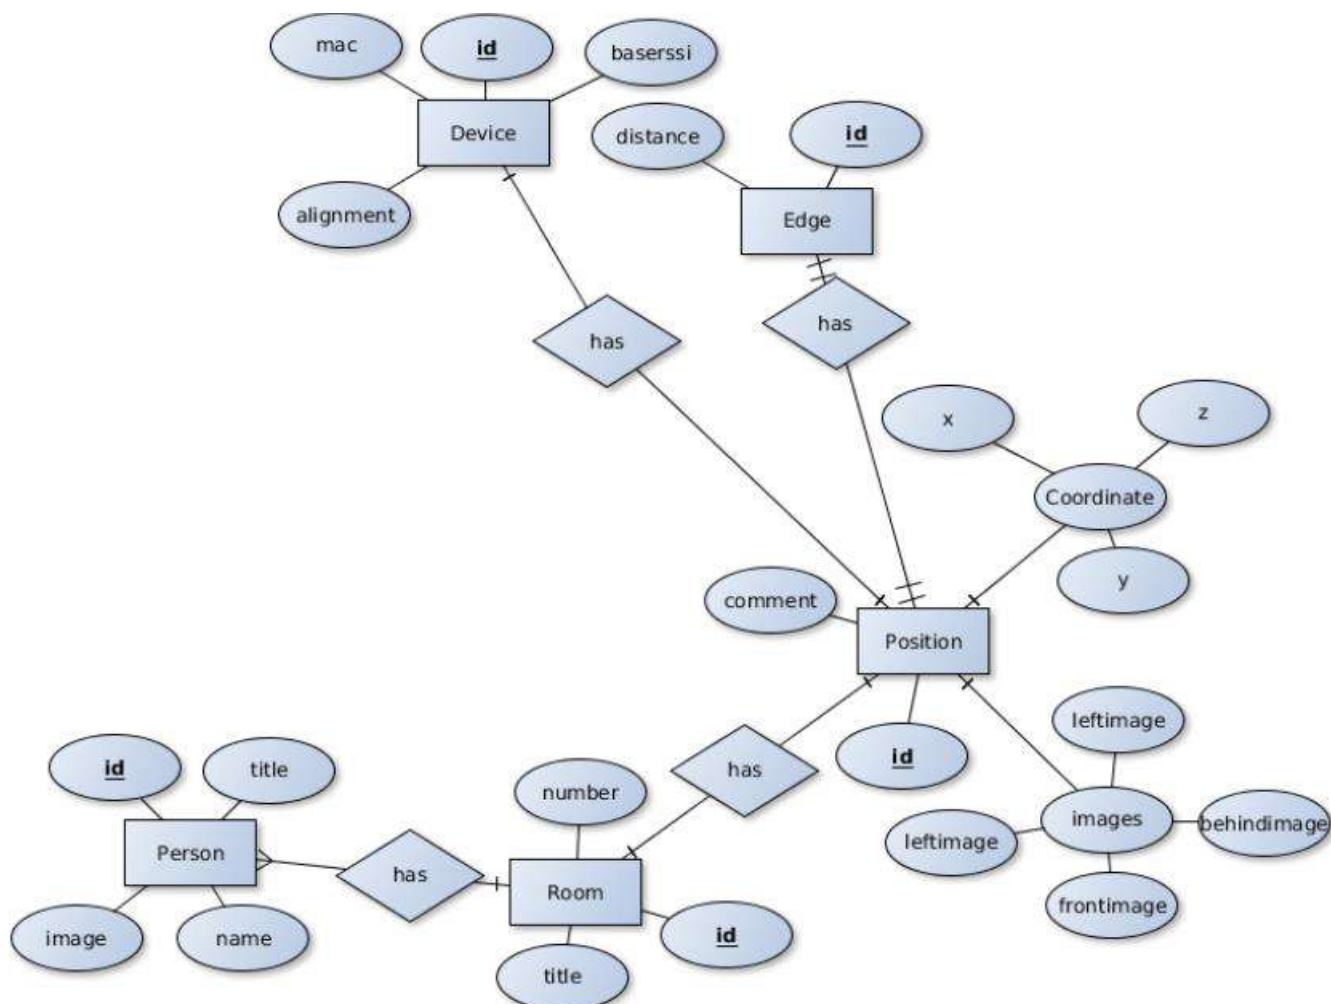 mac
id
baserssi
Device
distance
id
alignment
Edge
has
has
x
z
Coordinate
y
comment
Position
leftimage
id
title
has
id
number
images
behindimage
leftimage
Person
has
Room
frontimage
image
name
id
title